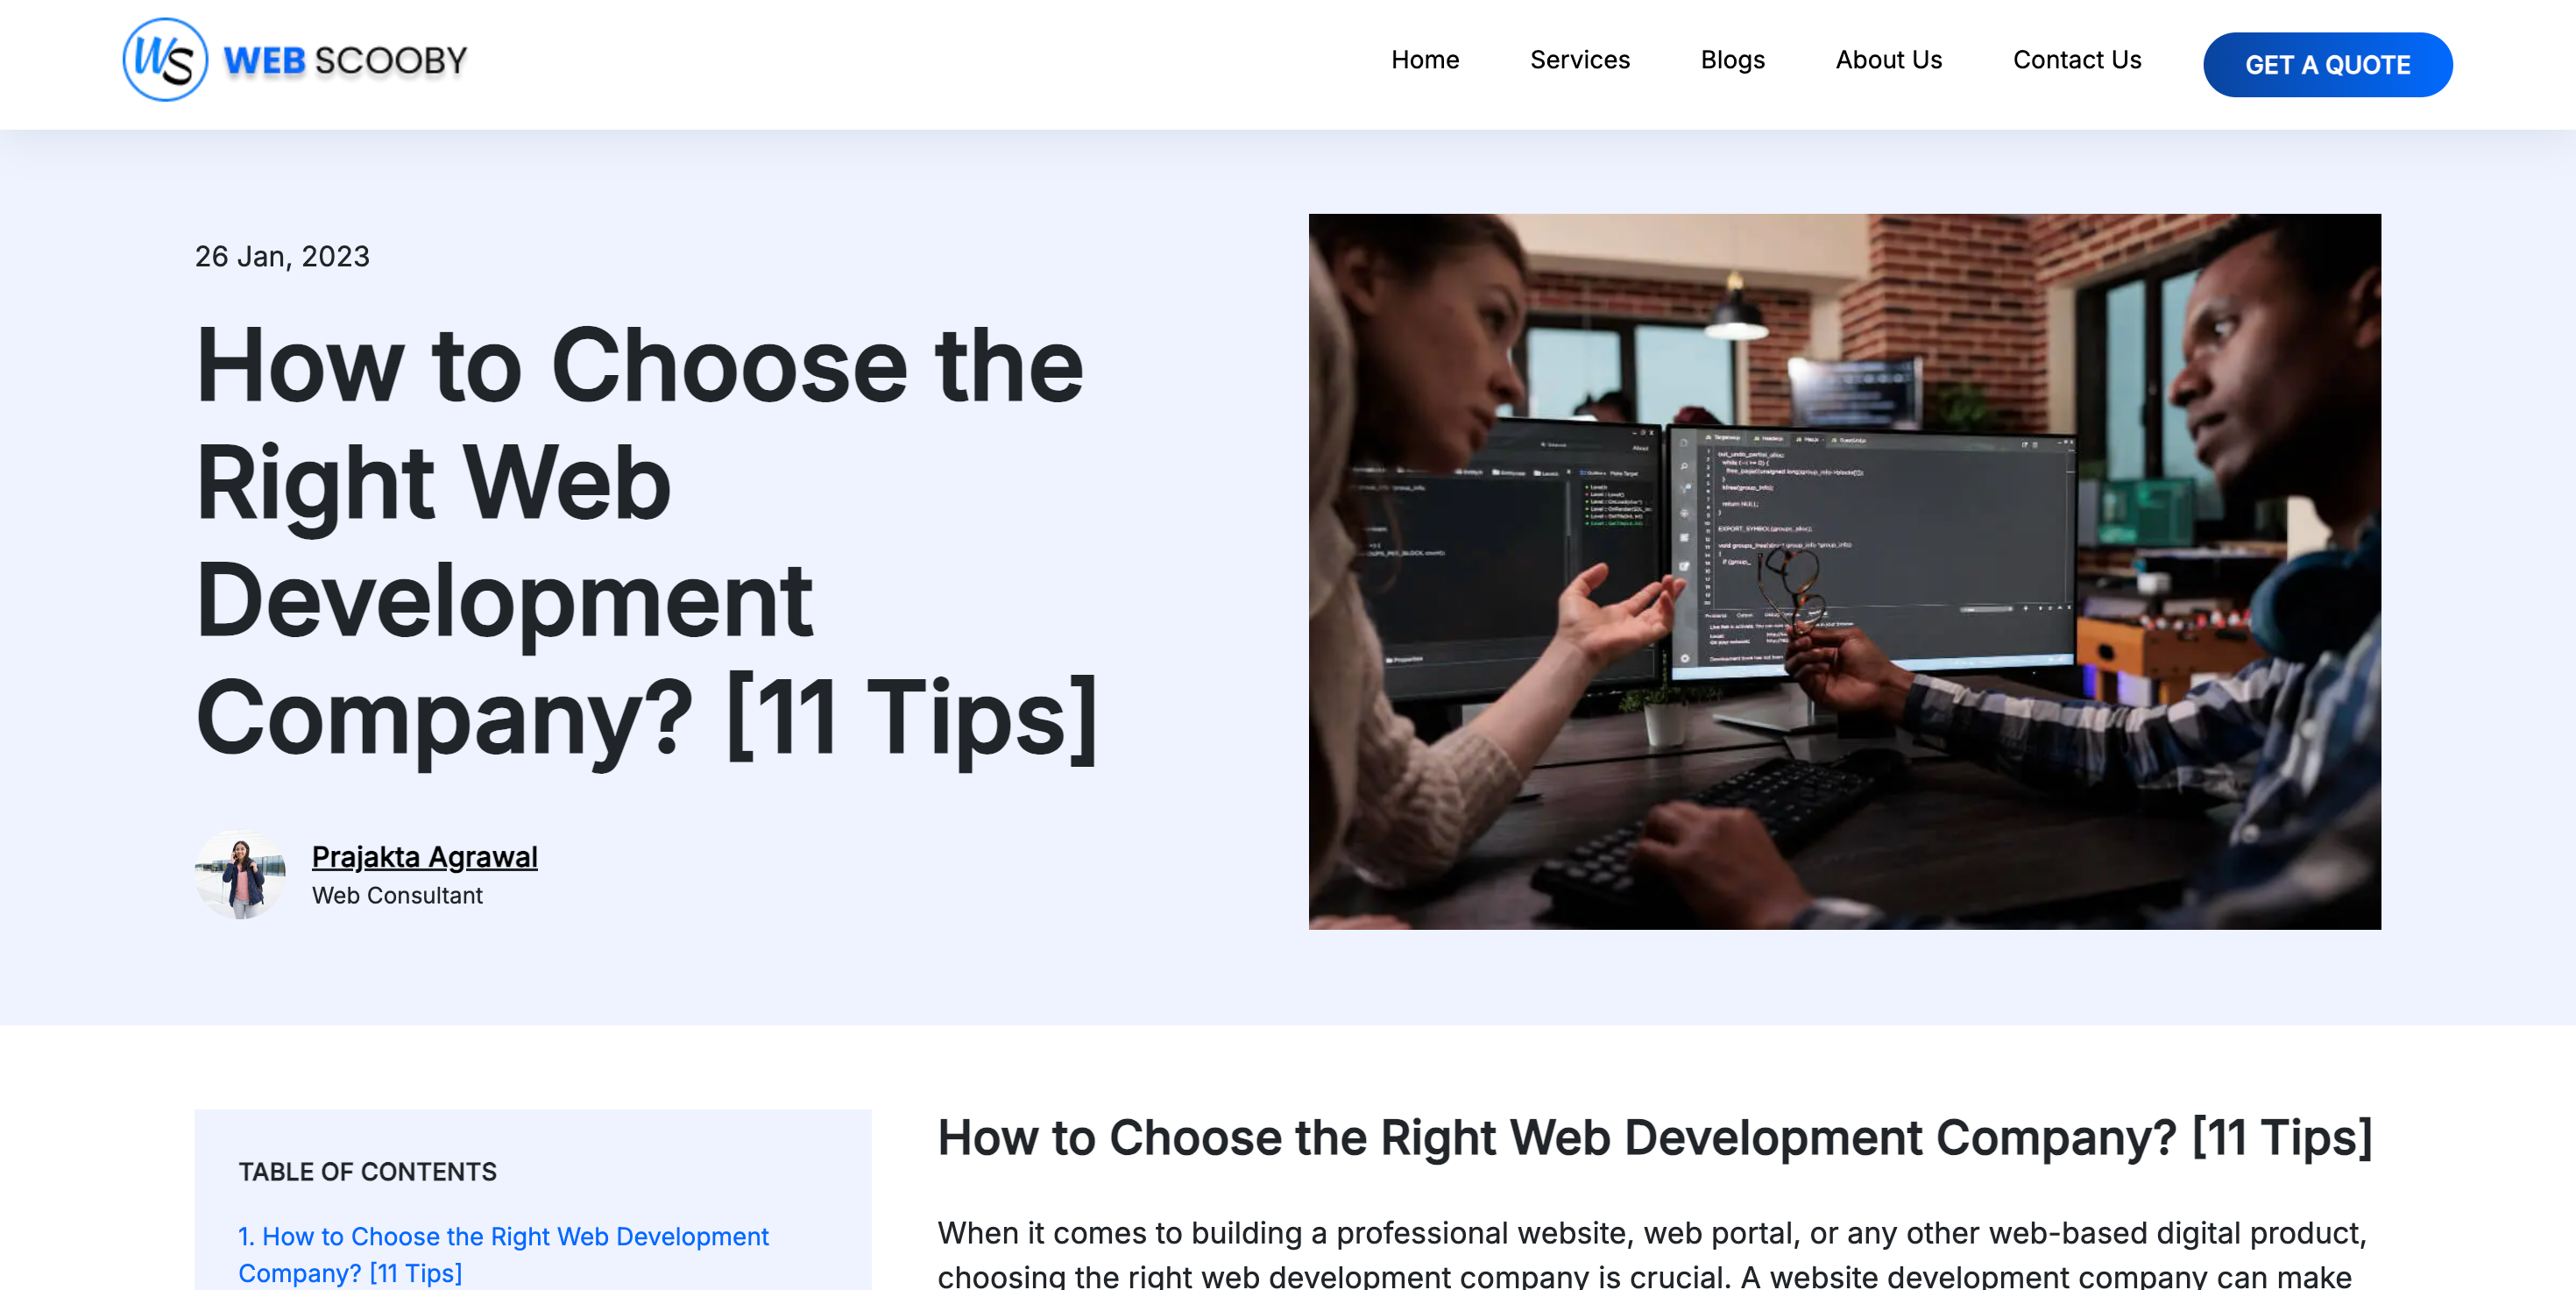 WS WEB SCOOBY
Home Services Blogs About Us Contact Us GET A QUOTE
26 Jan, 2023
How to Choose the
Right Web
Development
Company? [11 Tips]
Prajakta Agrawal
Web Consultant
About
return NULL;
TABLE OF CONTENTS
1. How to Choose the Right Web Development
Company? [11 Tips]
How to Choose the Right Web Development Company? [11 Tips]
When it comes to building a professional website, web portal, or any other web-based digital product,
choosing the right web development company is crucial. A website development company can make